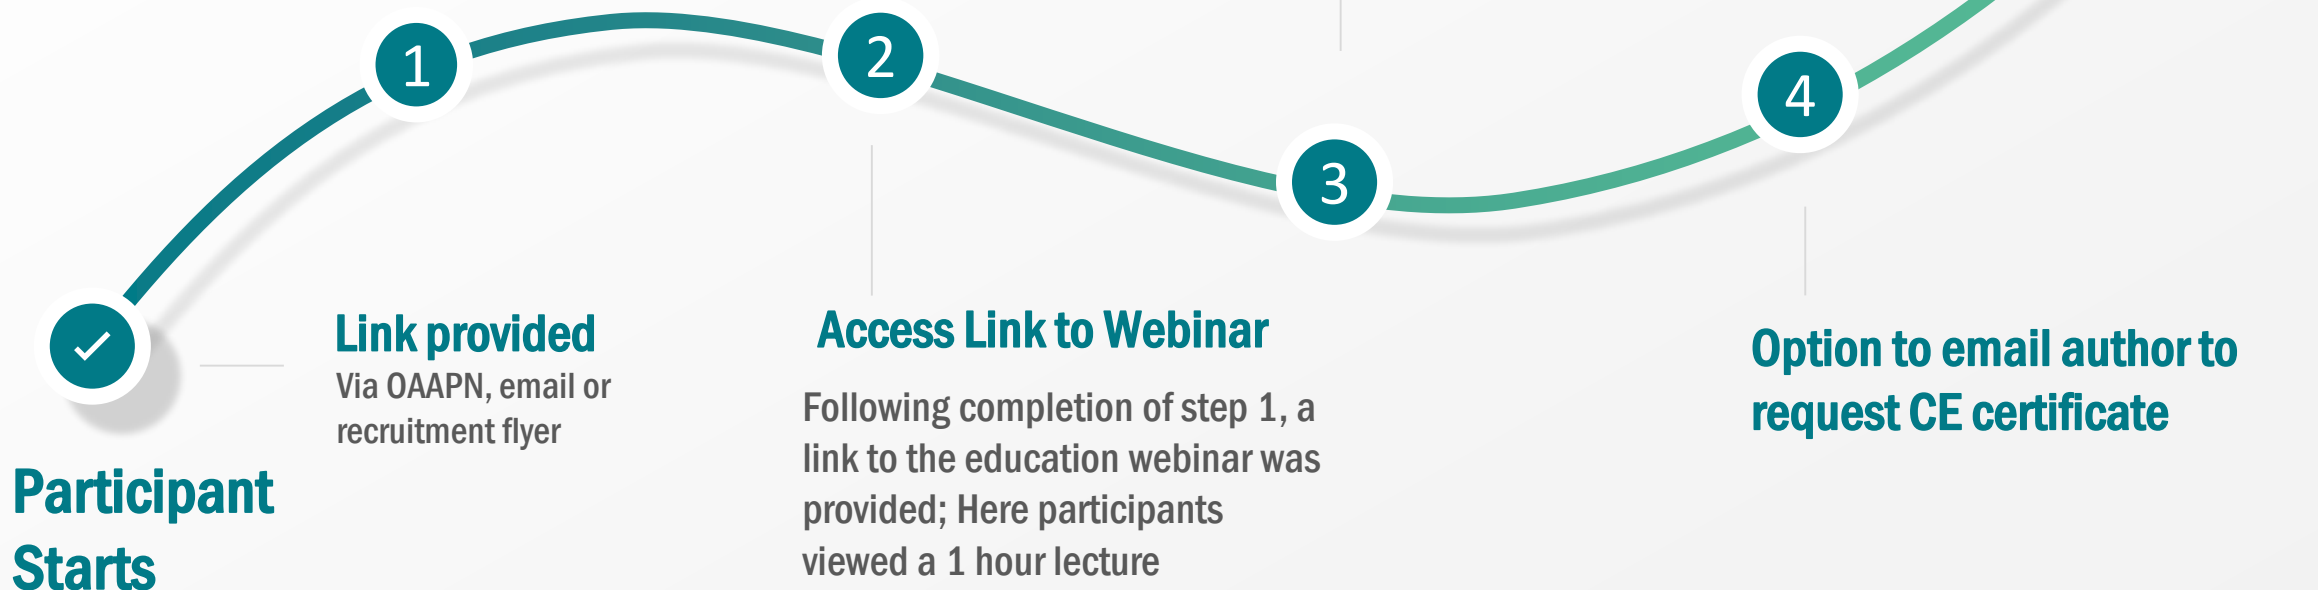 1
2
3
4
Participant
Starts
Link provided
Via OAAPN, email or
recruitment flyer
Access Link to Webinar
Following completion of step 1, a
link to the education webinar was
provided; Here participants
viewed a 1 hour lecture
Option to email author to
request CE certificate